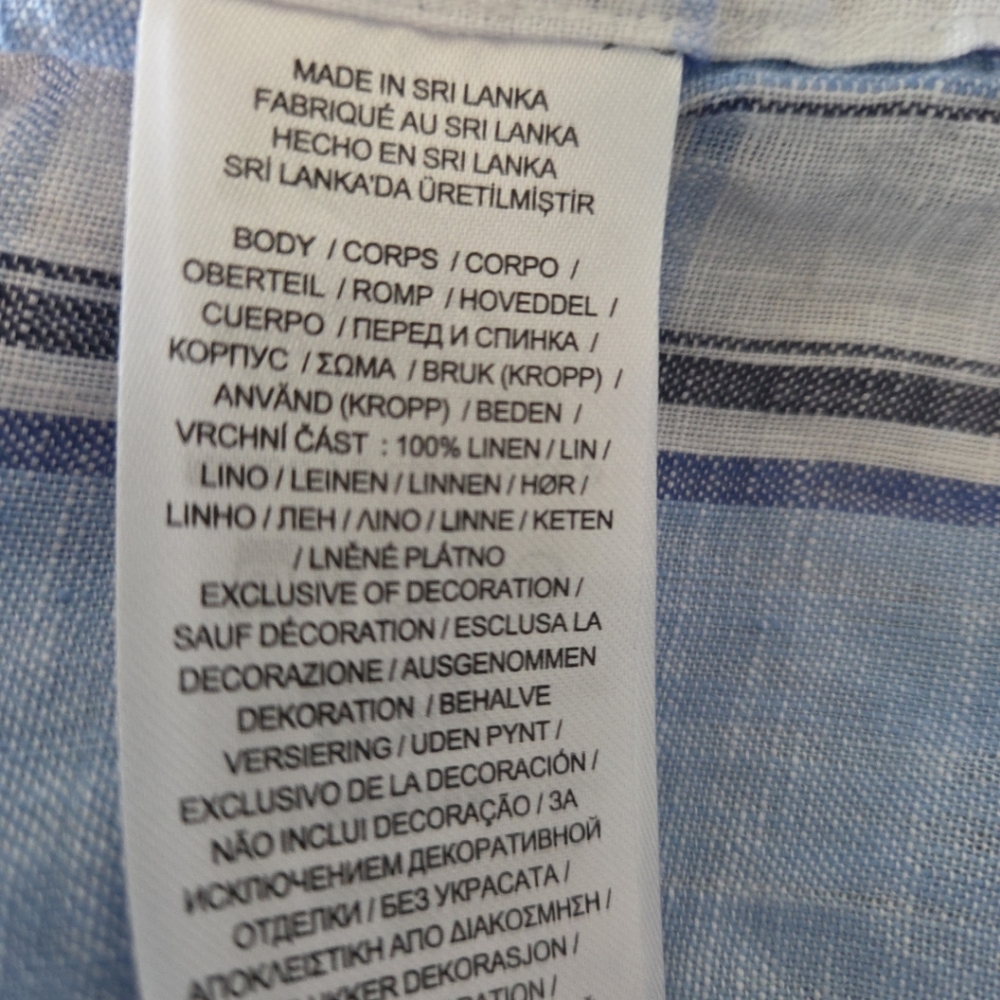 MADE IN SRI LANKA
FABRIQUÉ AU SRI LANKA
HECHO EN SRI LANKA
SRİ LANKA'DA ÜRETİLMİŞTİR
BODY / CORPS / CORPO /
OBERTEIL / ROMP / HOVEDDEL /
CUERPO / ПЕРЕД И СПИНКА /
КОРПУС / ΣΩΜΑ / BRUK (KROPP) /
ANVÄND (KROPP) / BEDEN /
VRCHNÍ ČÁST : 100% LINEN / LIN /
LINO / LEINEN / LINNEN / HØR /
LINHO / ЛЕН / ΛΙΝΟ / LINNE / KETEN
/ LNĚNÉ PLÁTNO
EXCLUSIVE OF DECORATION /
SAUF DÉCORATION / ESCLUSA LA
DECORAZIONE / AUSGENOMMEN
DEKORATION / BEHALVE
VERSIERING / UDEN PYNT /
EXCLUSIVO DE LA DECORACIÓN /
NÃO INCLUI DECORAÇÃO / ЗА
ИСКЛЮЧЕНИЕМ ДЕКОРАТИВНОЙ
ОТДЕЛКИ / БЕЗ УКРАСАТА /
ΑΠΟΚΛΕΙΣΤΙΚΗ ΑΠΟ ΔΙΑΚΟΣΜΗΣΗ /
DEKORASJON /